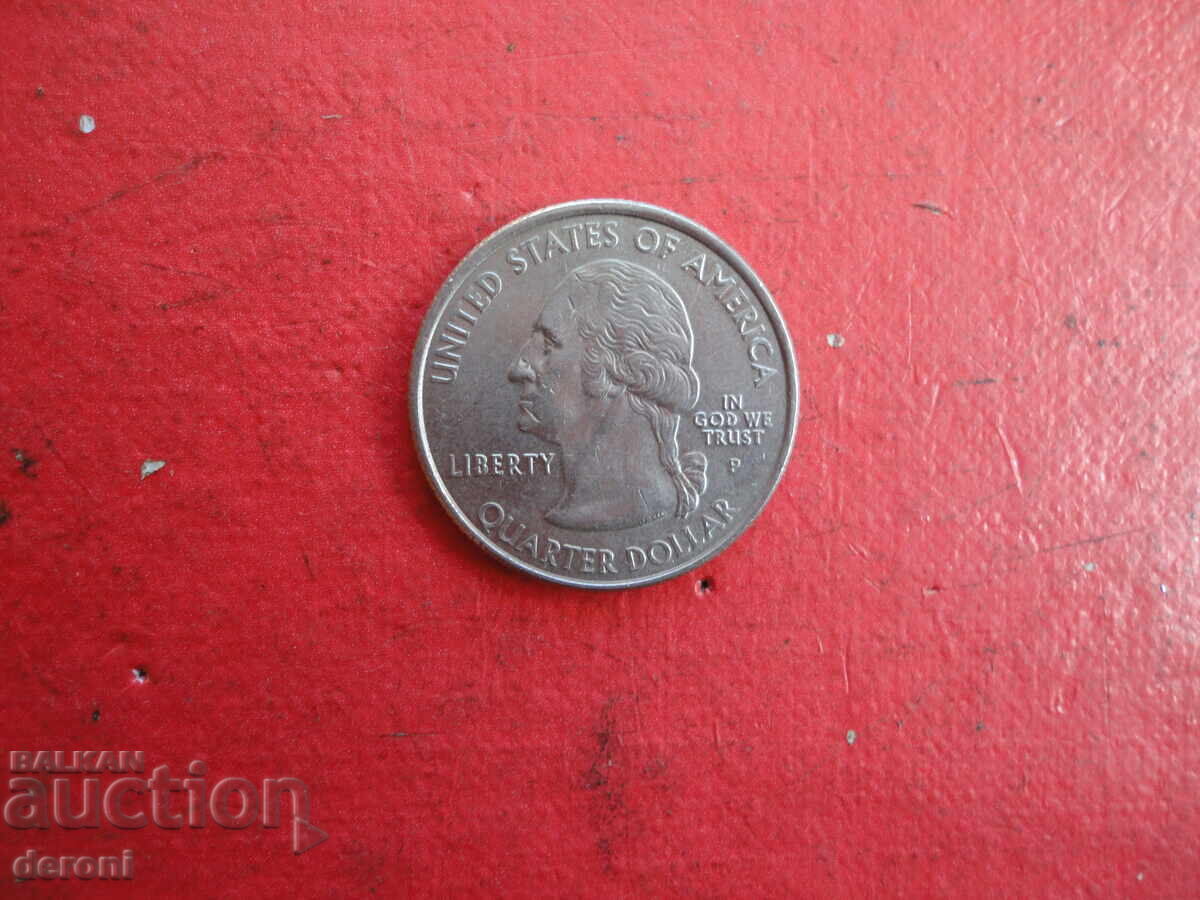 UNITED STATES OF AMERICA
IN
GOD WE
TRUST
LIBERTY
P
QUARTER DOLLAR
BALKAN
auction
deroni